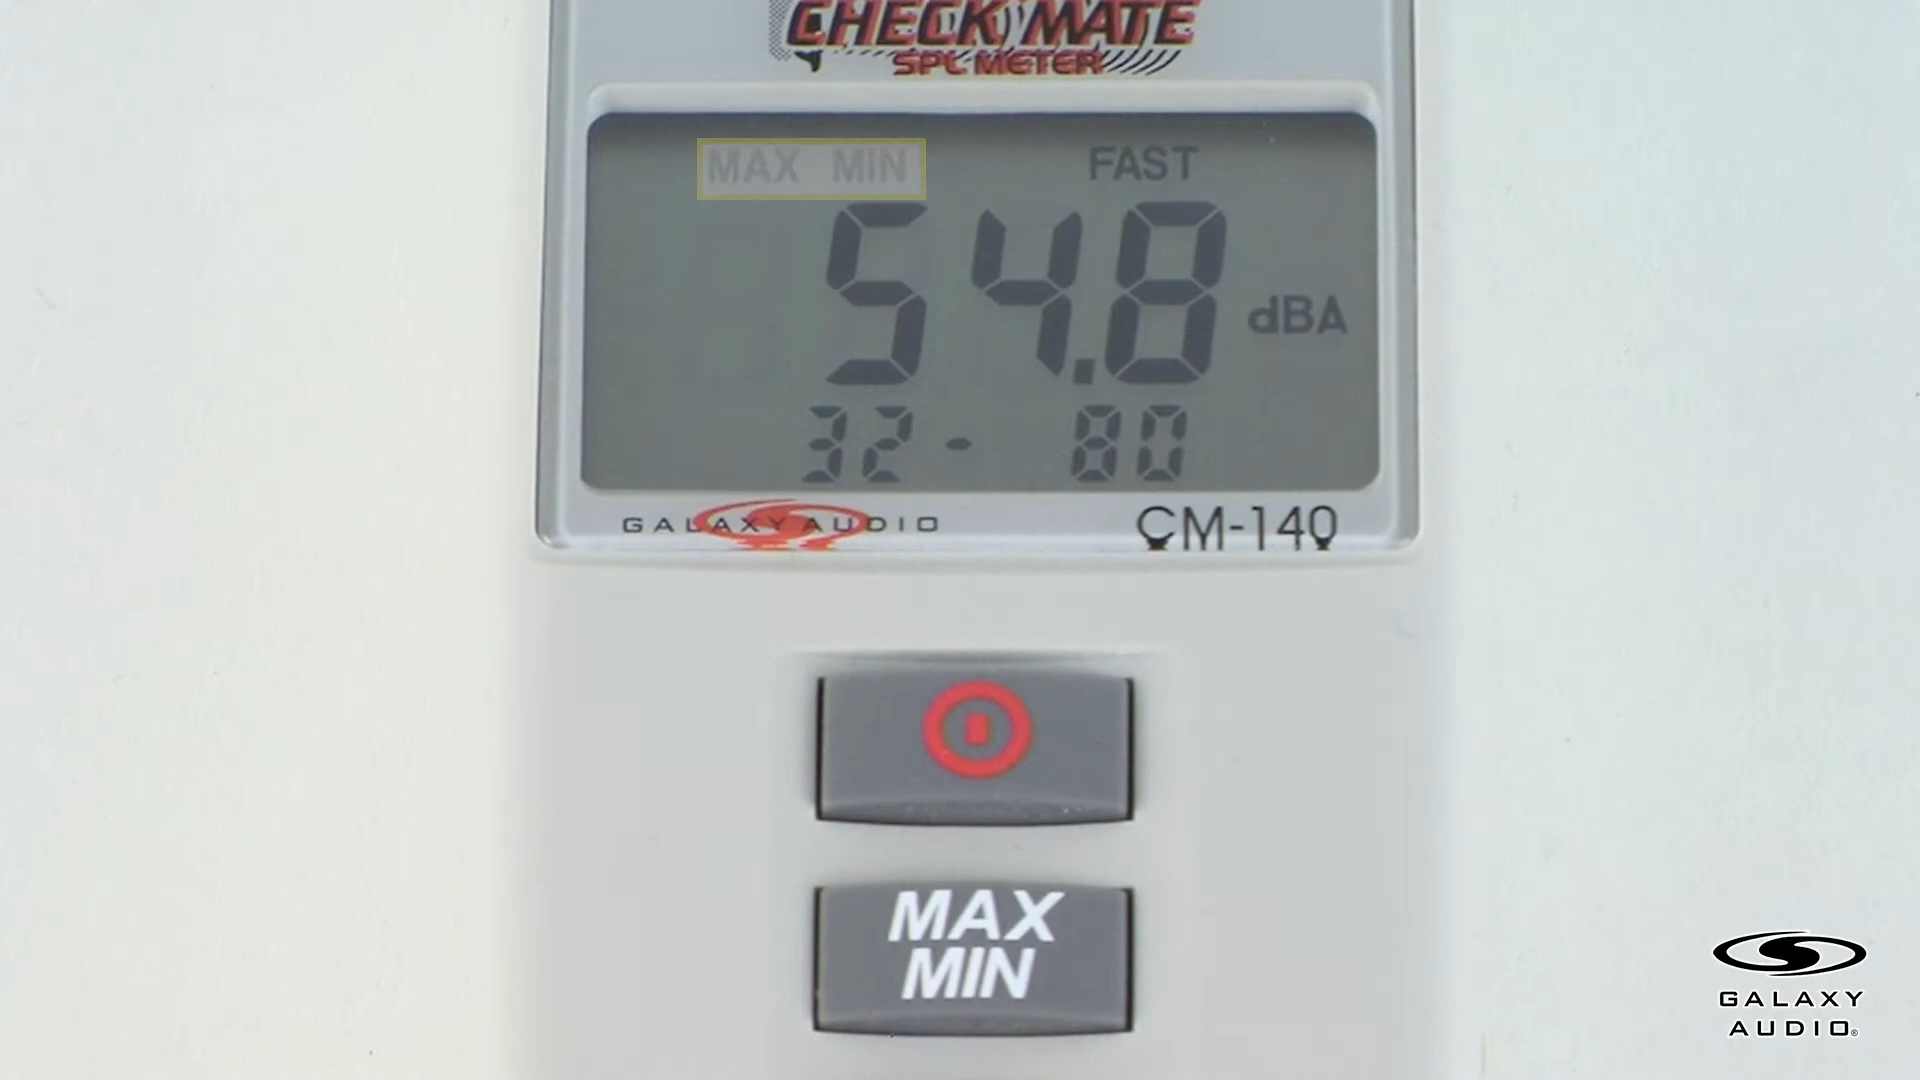 CHECK MATE
SPL METER
MAX MIN FAST
54.8 dBA
32 - 80
GALAXY AUDIO CM-140
MAX
MIN
GALAXY
AUDIO®